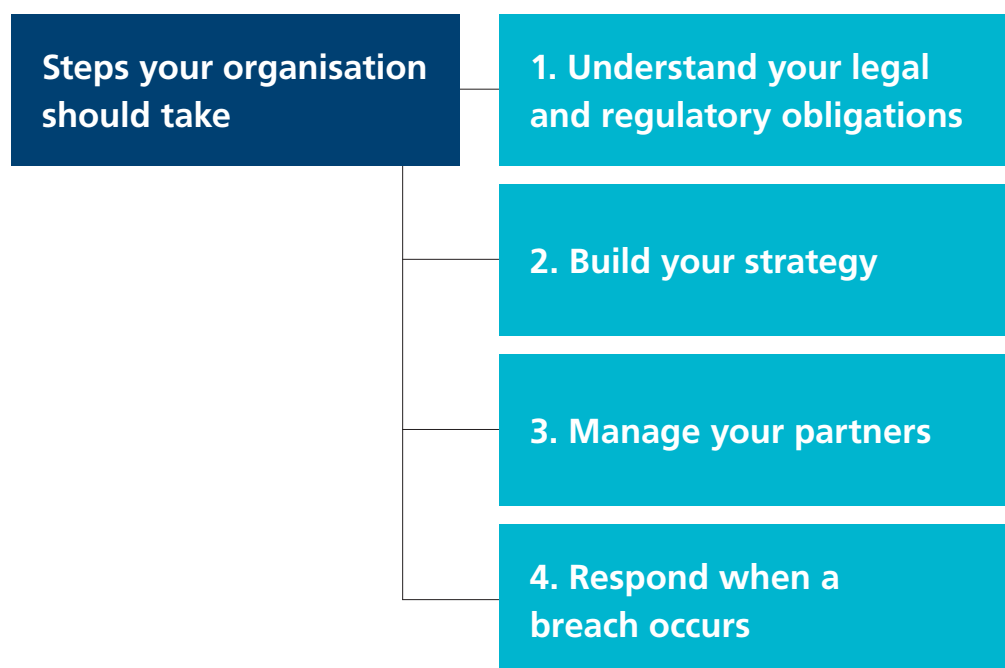 Steps your organisation
should take
1. Understand your legal
and regulatory obligations
2. Build your strategy
3. Manage your partners
4. Respond when a
breach occurs